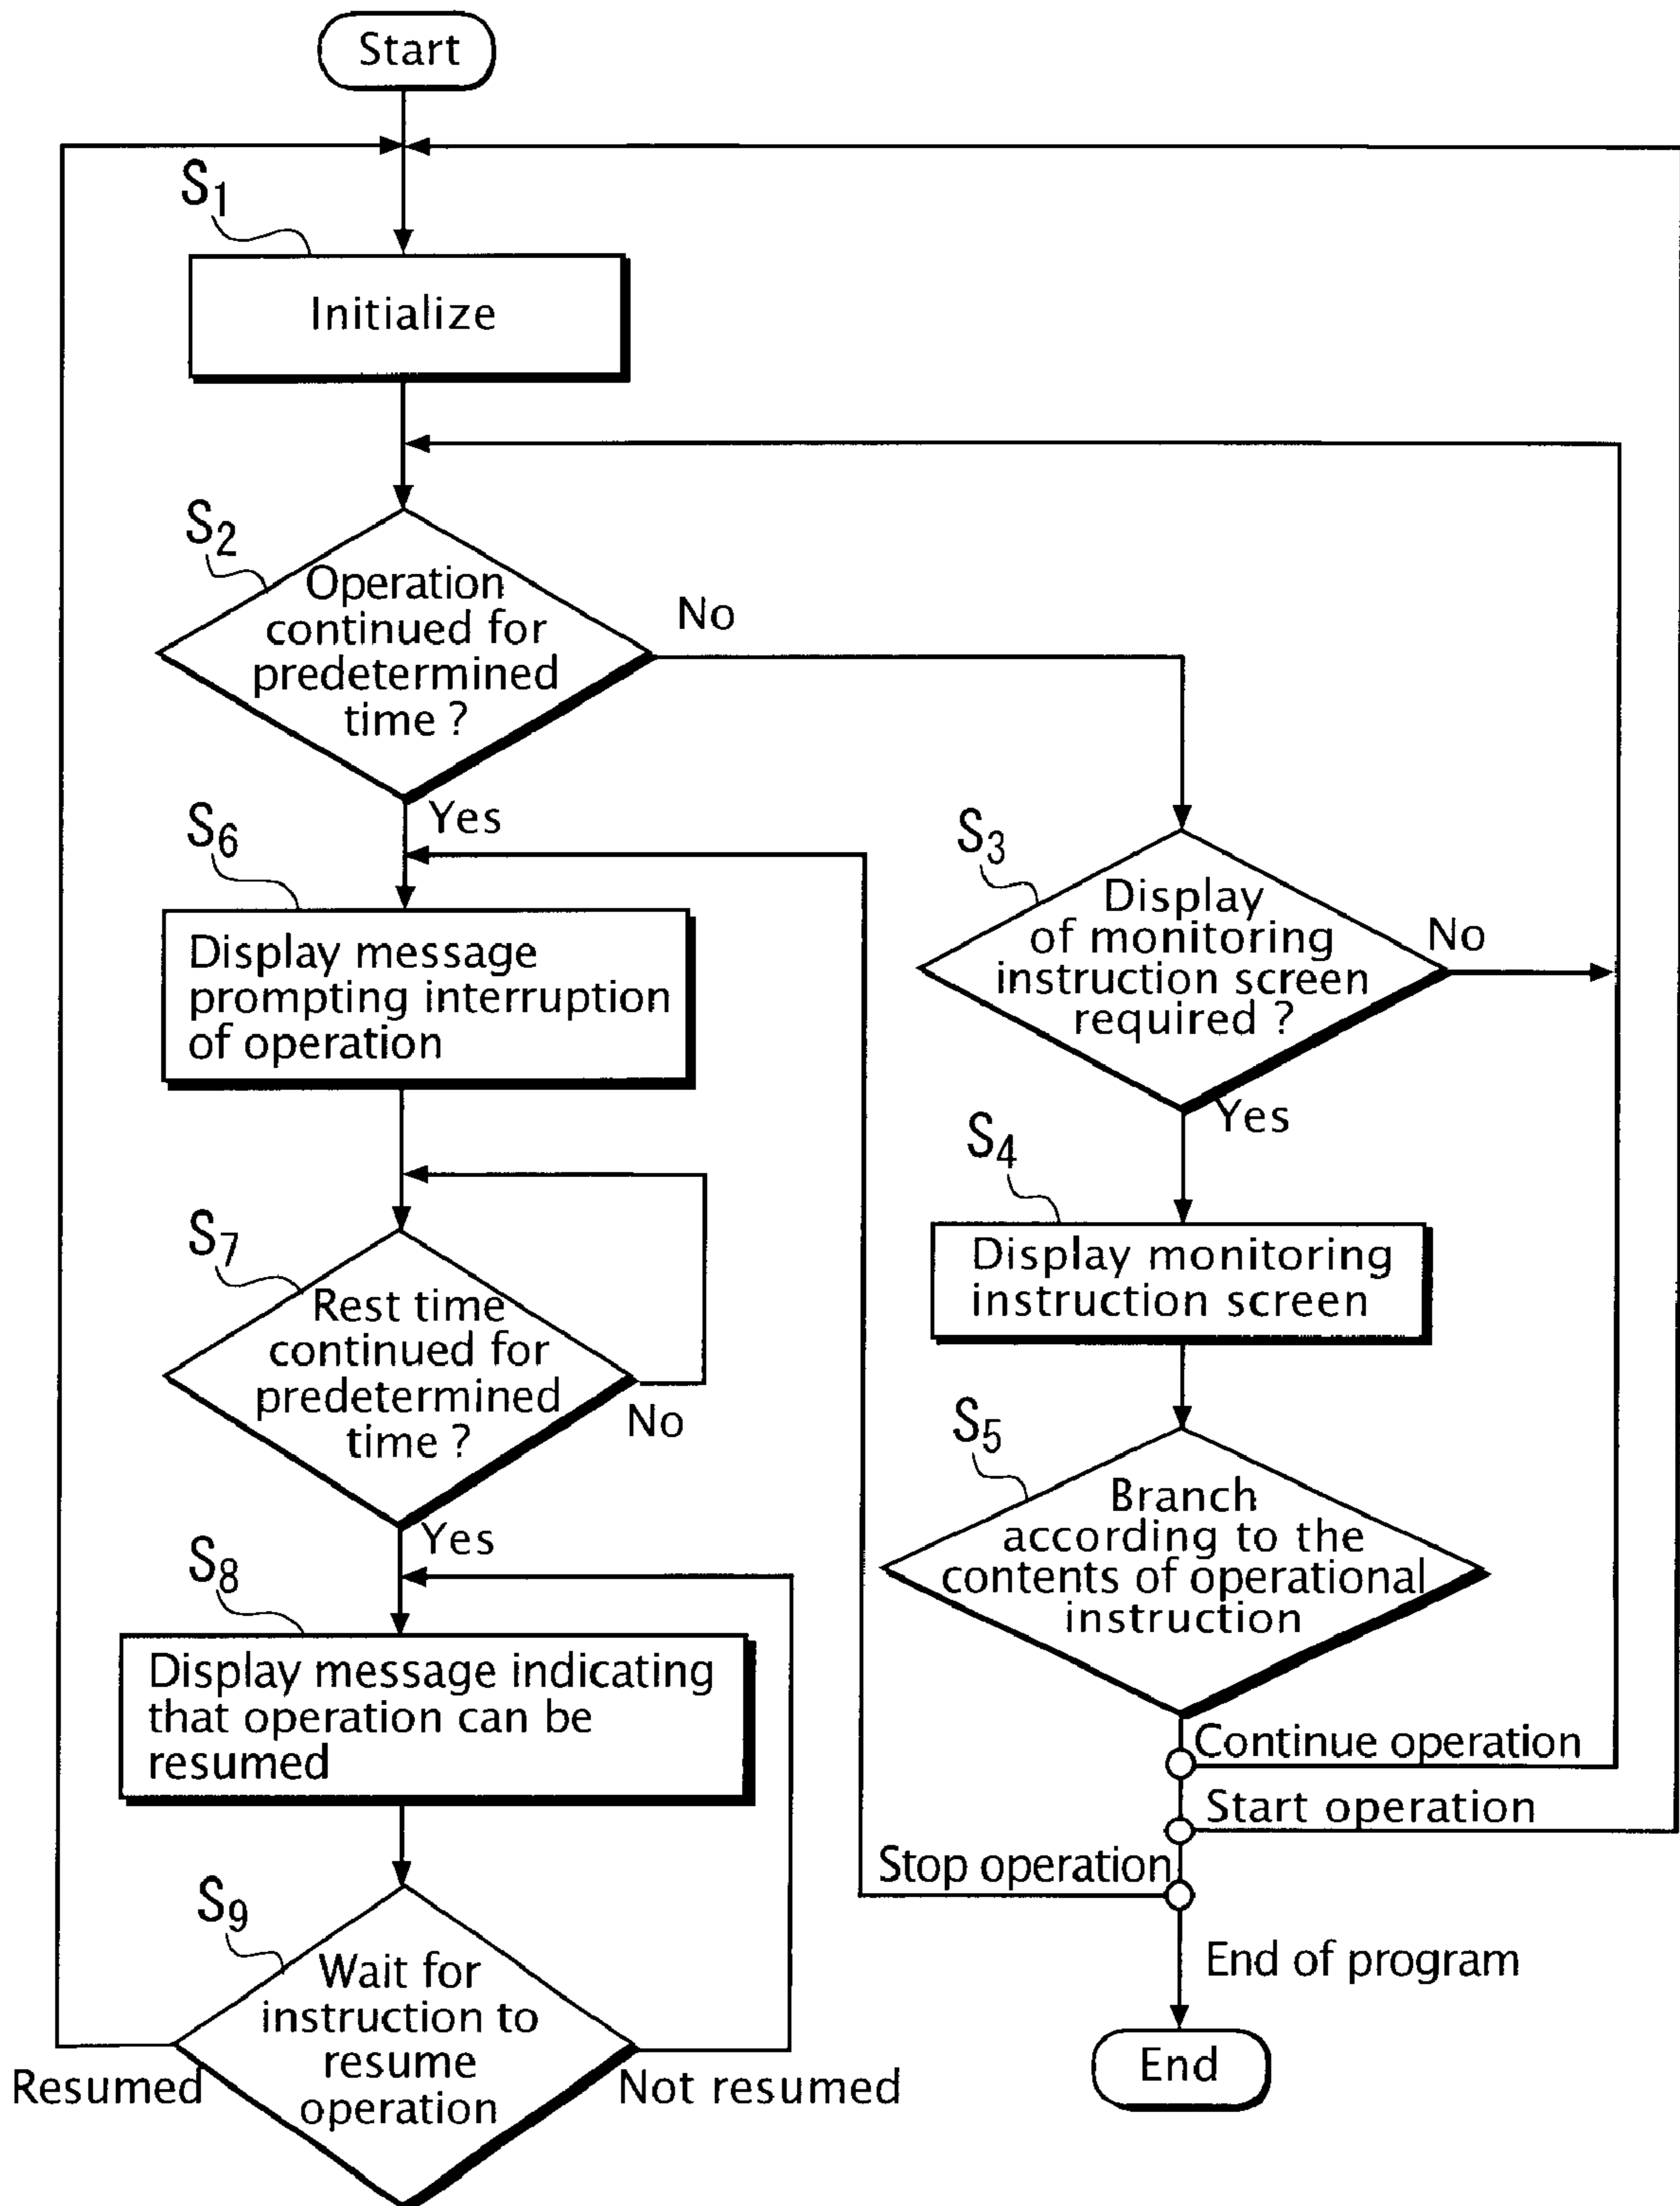 Start
S1
Initialize
S2
Operation
continued for
predetermined
time ?
No
Yes
S6
Display message
prompting interruption
of operation
S7
Rest time
continued for
predetermined
time ?
No
Yes
S8
Display message indicating
that operation can be
resumed
S9
Wait for
instruction to
resume
operation
Resumed
Not resumed
S3
Display
of monitoring
instruction screen
required ?
No
Yes
S4
Display monitoring
instruction screen
S5
Branch
according to the
contents of operational
instruction
Continue operation
Start operation
Stop operation
End of program
End